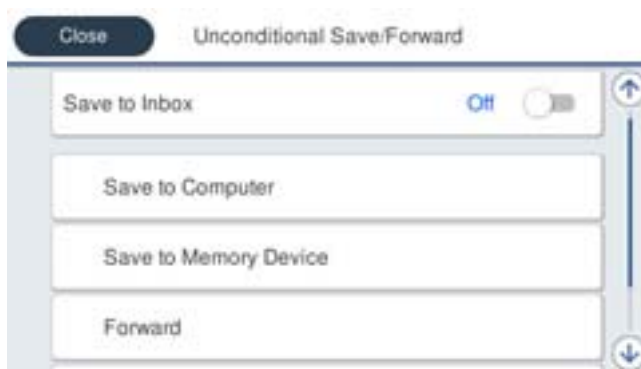 Close
Unconditional Save/Forward
Save to Inbox
Off
Save to Computer
Save to Memory Device
Forward